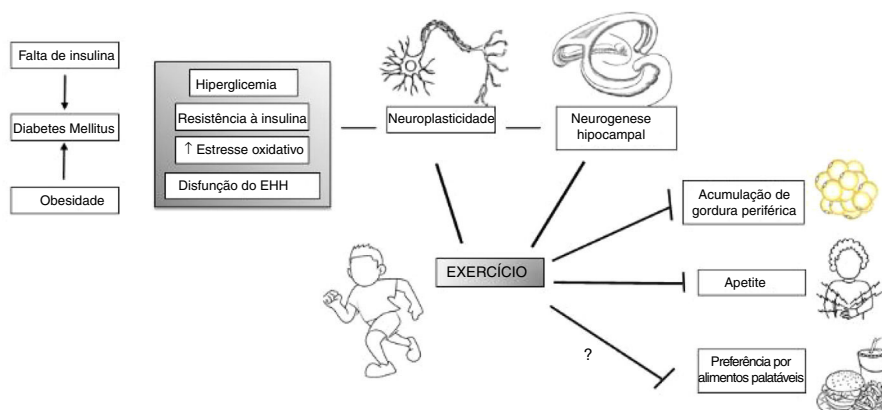 Falta de insulina
Diabetes Mellitus
Obesidade
Hiperglicemia
Resistência à insulina
↑ Estresse oxidativo
Disfunção do EHH
Neuroplasticidade
Neurogenese
hipocampal
EXERCÍCIO
Acumulação de
gordura periférica
Apetite
?
Preferência por
alimentos palatáveis